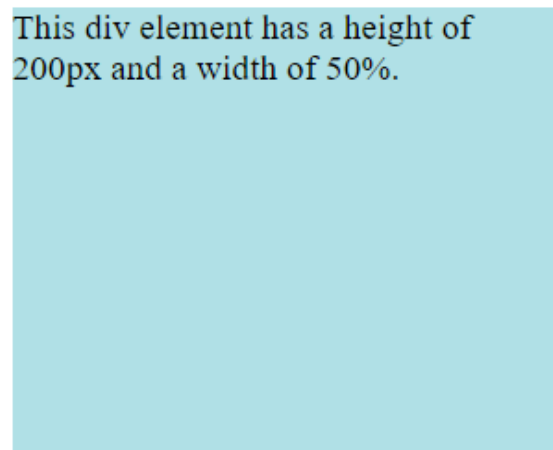 This div element has a height of
200px and a width of 50%.